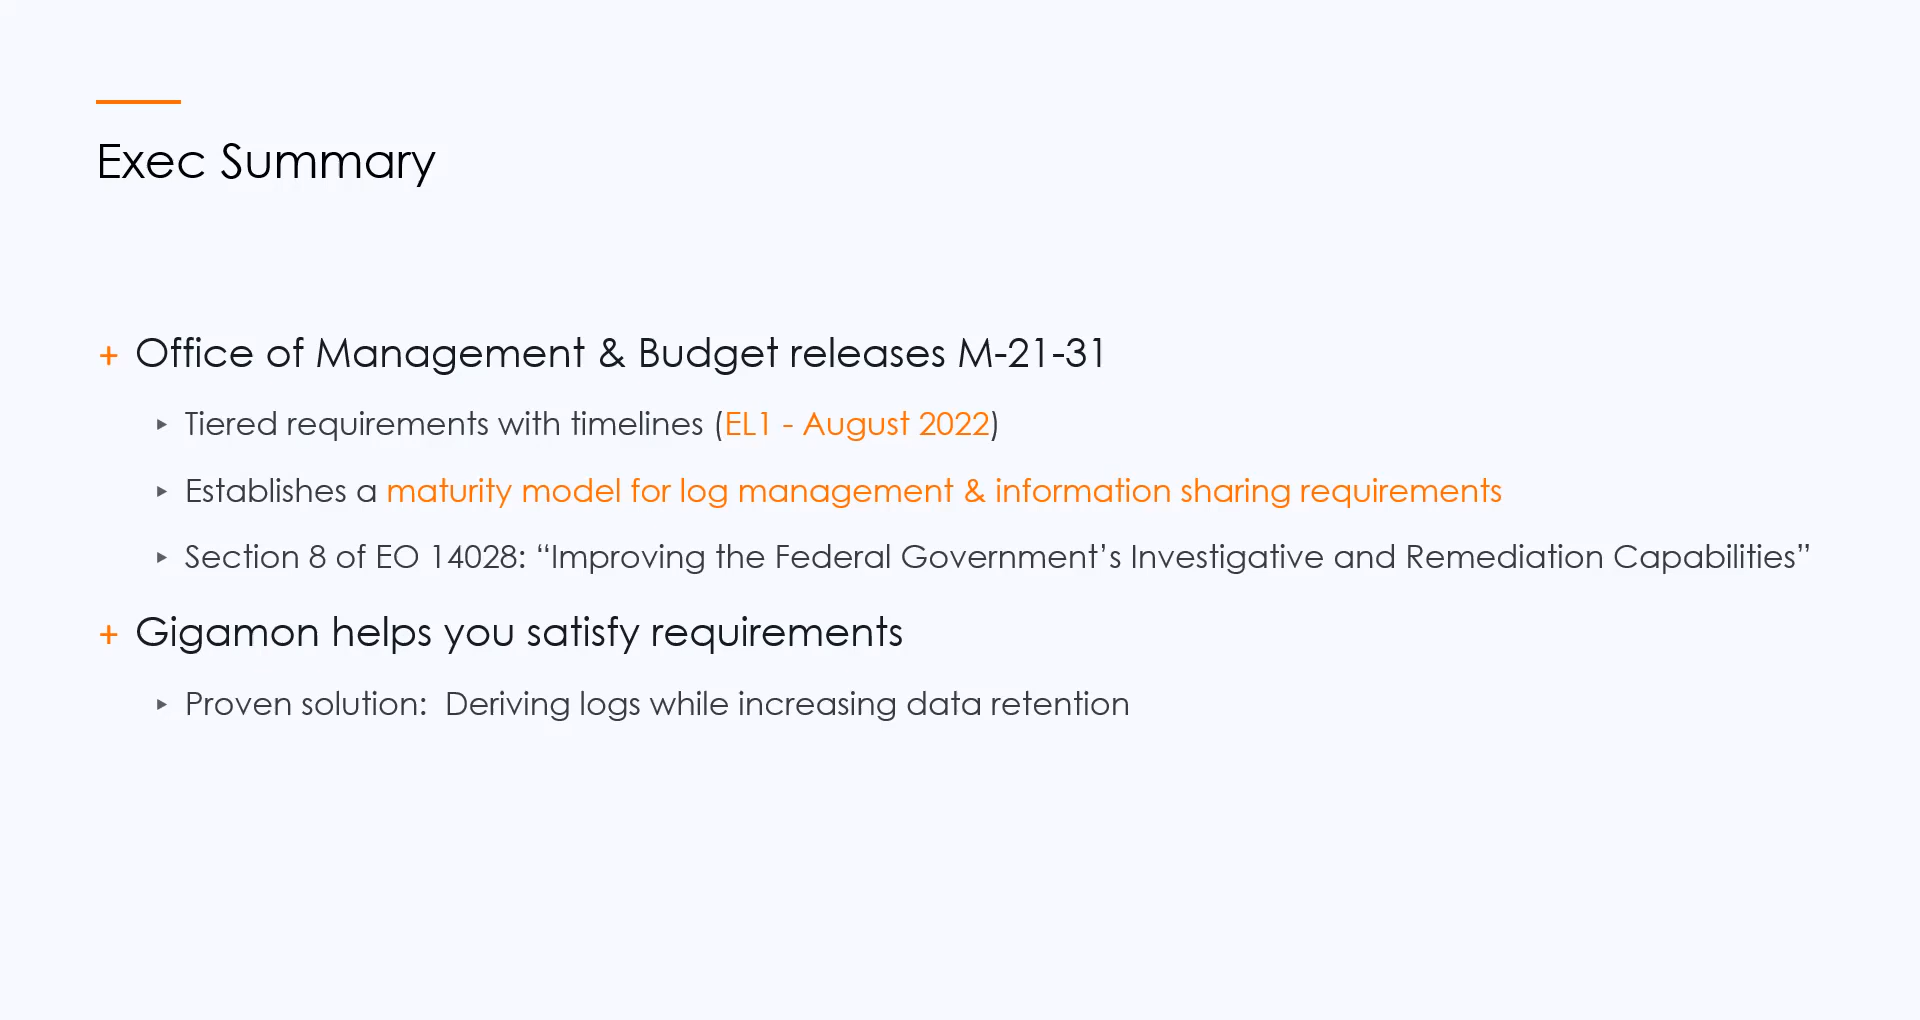 Exec Summary
+ Office of Management & Budget releases M-21-31
▸ Tiered requirements with timelines (EL1 - August 2022)
▸ Establishes a maturity model for log management & information sharing requirements
▸ Section 8 of EO 14028: “Improving the Federal Government’s Investigative and Remediation Capabilities”
+ Gigamon helps you satisfy requirements
▸ Proven solution:  Deriving logs while increasing data retention